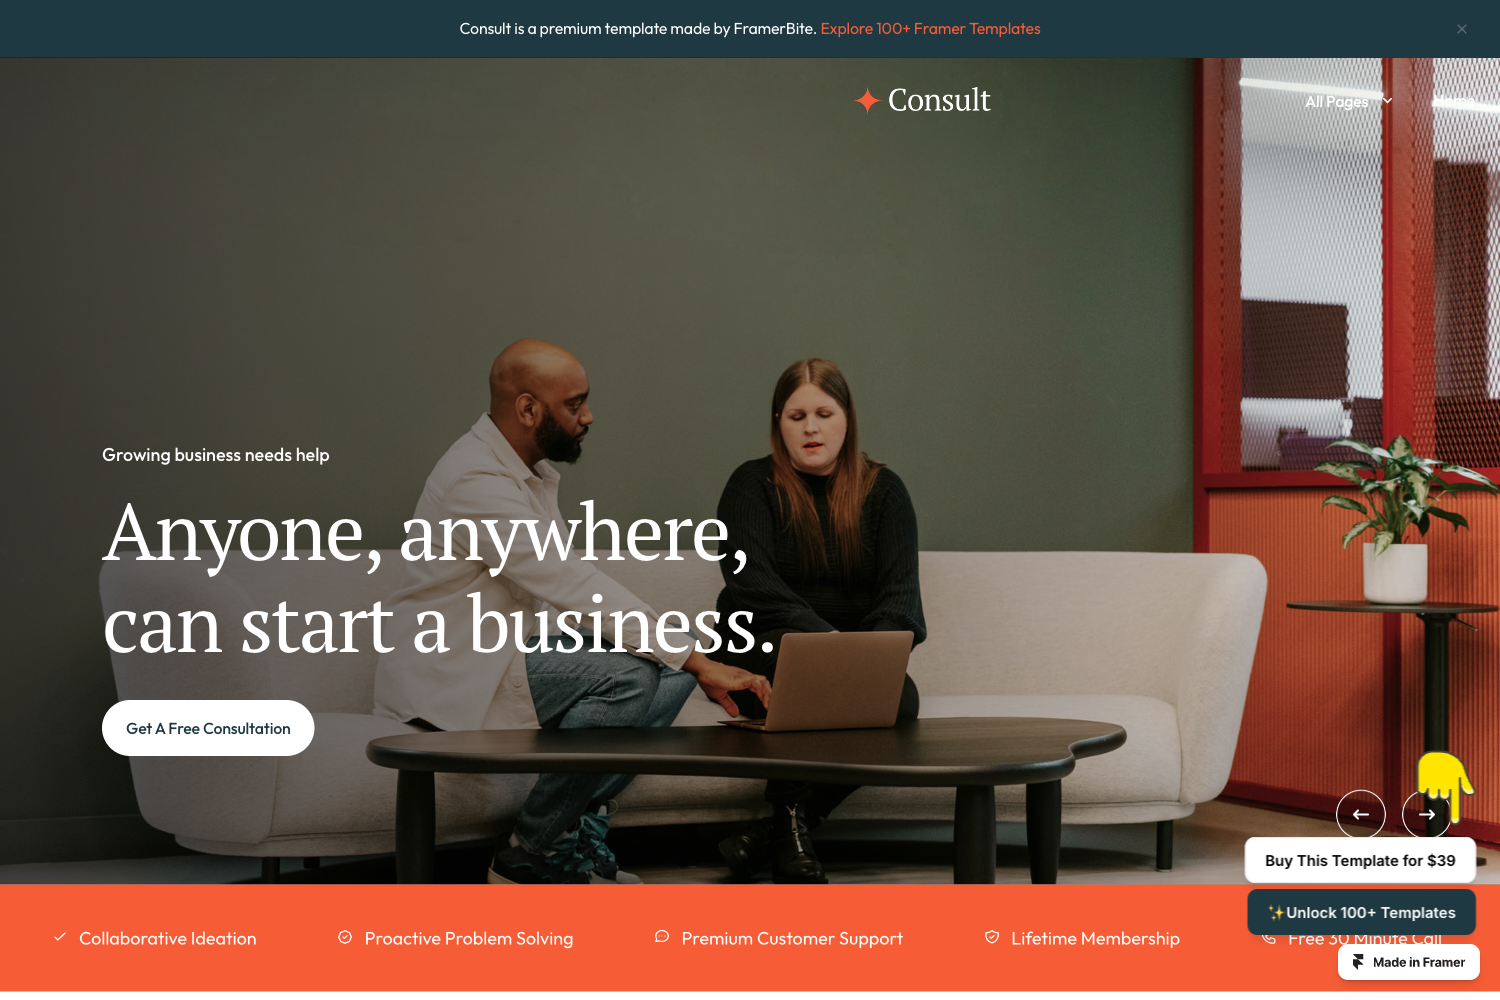 Consult is a premium template made by FramerBite. Explore 100+ Framer Templates
Consult
All Pages
Home
Growing business needs help
Anyone, anywhere,
can start a business.
Get A Free Consultation
Buy This Template for $39
✨Unlock 100+ Templates
Collaborative Ideation
Proactive Problem Solving
Premium Customer Support
Lifetime Membership
Free 30 Minute Call
Made in Framer